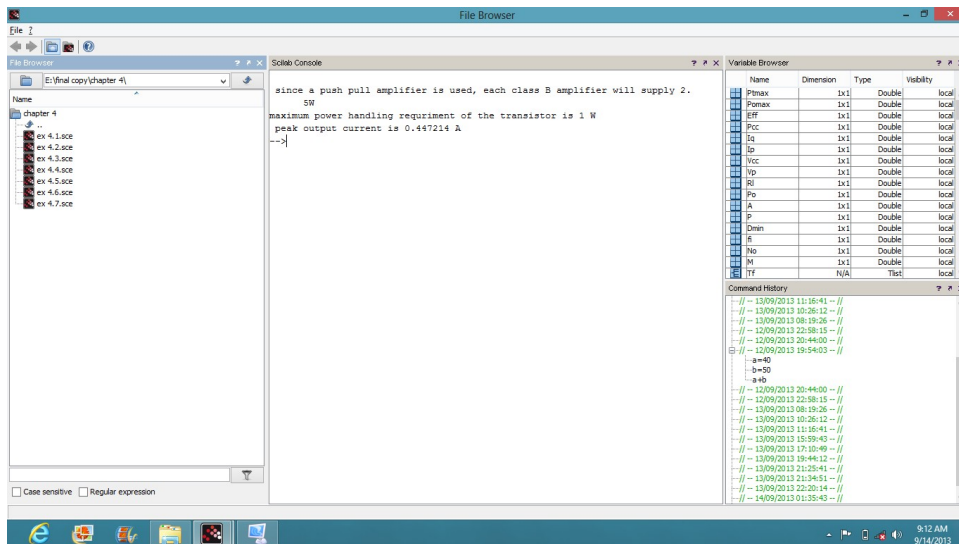 File Browser
File ?
File Browser ? X
E:\final copy\chapter 4\
Name
chapter 4
..
ex 4.1.sce
ex 4.2.sce
ex 4.3.sce
ex 4.4.sce
ex 4.5.sce
ex 4.6.sce
ex 4.7.sce
Case sensitive Regular expression
Scilab Console ? X
since a push pull amplifier is used, each class B amplifier will supply 2.
5W
maximum power handling requriment of the transistor is 1 W
peak output current is 0.447214 A
-->
Variable Browser ?
Name Dimension Type Visibility
Ptmax 1x1 Double local
Pomax 1x1 Double local
Eff 1x1 Double local
Pcc 1x1 Double local
Iq 1x1 Double local
Ip 1x1 Double local
Vcc 1x1 Double local
Vp 1x1 Double local
Rl 1x1 Double local
Po 1x1 Double local
A 1x1 Double local
P 1x1 Double local
Dmin 1x1 Double local
fi 1x1 Double local
No 1x1 Double local
M 1x1 Double local
Tf N/A Tlist local
Command History ?
// -- 13/09/2013 11:16:41 -- //
// -- 13/09/2013 10:26:12 -- //
// -- 13/09/2013 08:19:26 -- //
// -- 12/09/2013 22:58:15 -- //
// -- 12/09/2013 20:44:00 -- //
// -- 12/09/2013 19:54:03 -- //
a=40
b=50
a+b
// -- 12/09/2013 20:44:00 -- //
// -- 12/09/2013 22:58:15 -- //
// -- 13/09/2013 08:19:26 -- //
// -- 13/09/2013 10:26:12 -- //
// -- 13/09/2013 11:16:41 -- //
// -- 13/09/2013 15:59:43 -- //
// -- 13/09/2013 17:10:49 -- //
// -- 13/09/2013 19:44:12 -- //
// -- 13/09/2013 21:25:41 -- //
// -- 13/09/2013 21:34:51 -- //
// -- 13/09/2013 22:20:14 -- //
// -- 14/09/2013 01:35:43 -- //
9:12 AM
9/14/2013